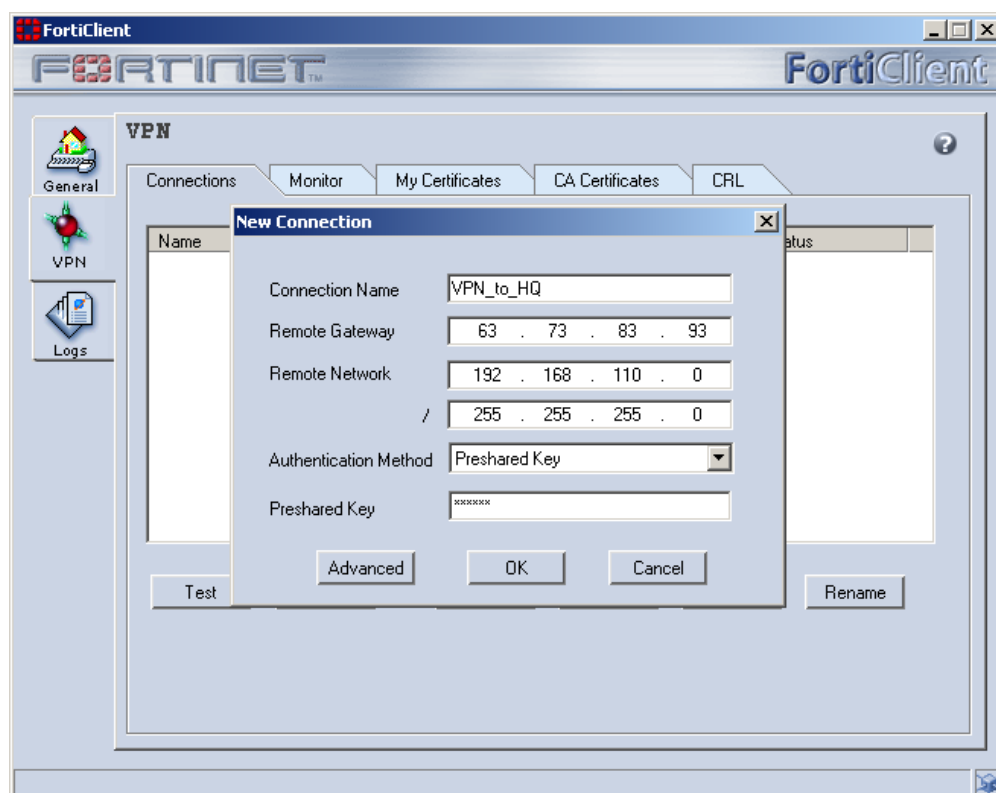 FortiClient
FORTINET™ FortiClient
VPN
General
VPN
Logs
Connections Monitor My Certificates CA Certificates CRL
Name atus
New Connection
Connection Name VPN_to_HQ
Remote Gateway 63 . 73 . 83 . 93
Remote Network 192 . 168 . 110 . 0
/ 255 . 255 . 255 . 0
Authentication Method Preshared Key
Preshared Key ******
Advanced OK Cancel
Test Rename